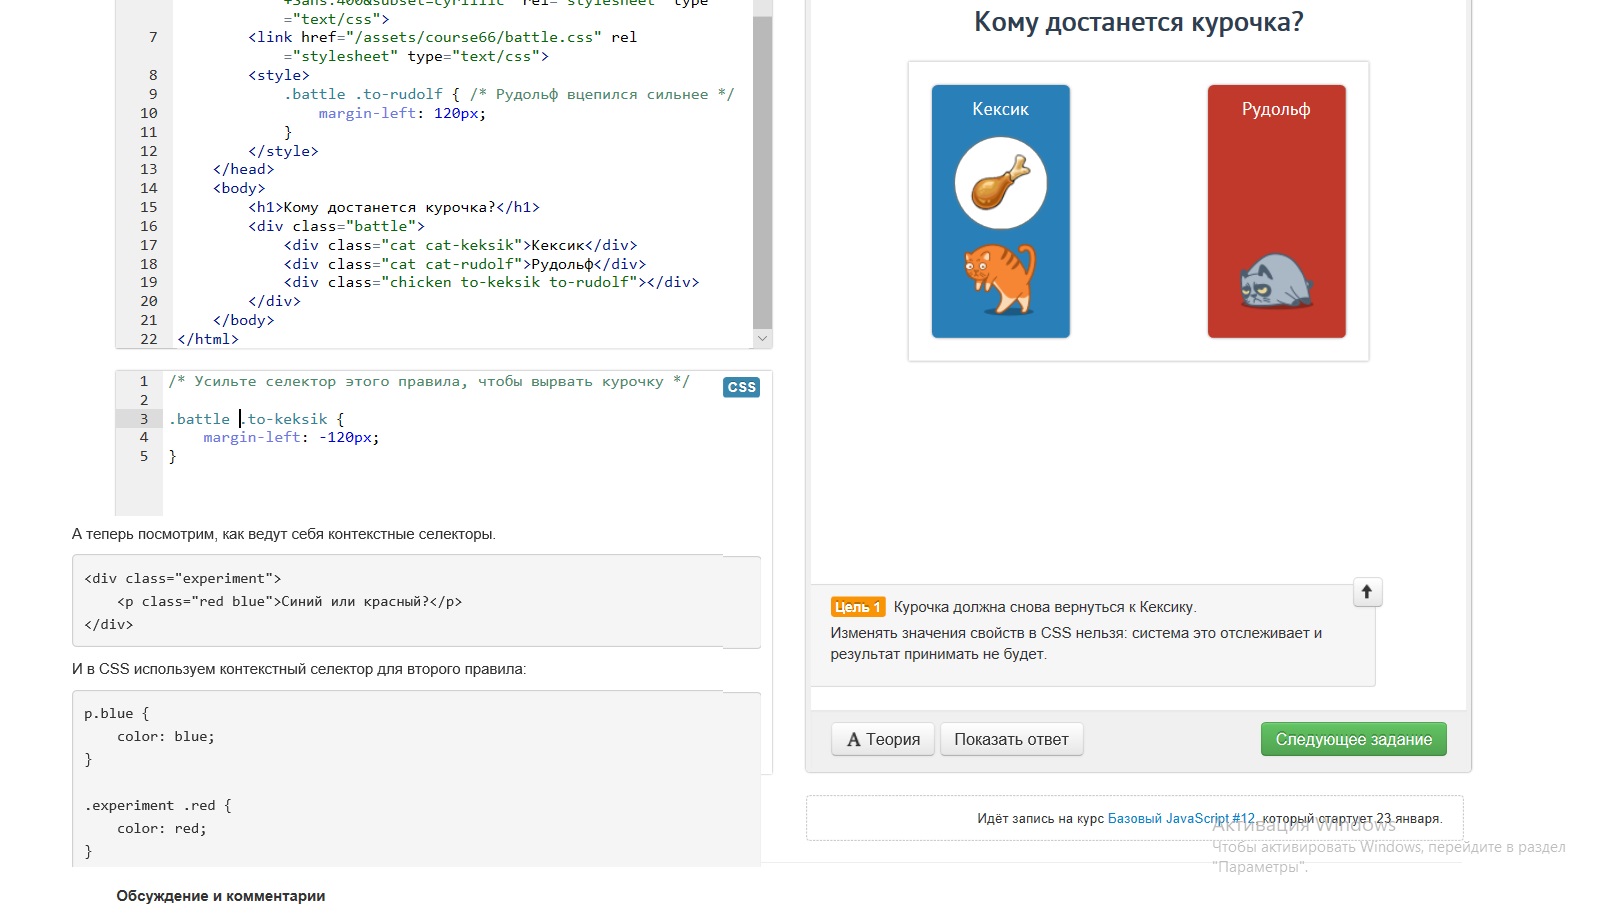 +Sans:400&subset=cyrillic" rel="stylesheet" type
="text/css">
7 <link href="/assets/course66/battle.css" rel
="stylesheet" type="text/css">
8 <style>
9 .battle .to-rudolf { /* Рудольф вцепился сильнее */
10 margin-left: 120px;
11 }
12 </style>
13 </head>
14 <body>
15 <h1>Кому достанется курочка?</h1>
16 <div class="battle">
17 <div class="cat cat-keksik">Кексик</div>
18 <div class="cat cat-rudolf">Рудольф</div>
19 <div class="chicken to-keksik to-rudolf"></div>
20 </div>
21 </body>
22 </html>
CSS
1 /* Усильте селектор этого правила, чтобы вырвать курочку */
2
3 .battle .to-keksik {
4 margin-left: -120px;
5 }
А теперь посмотрим, как ведут себя контекстные селекторы.
<div class="experiment">
<p class="red blue">Синий или красный?</p>
</div>
И в CSS используем контекстный селектор для второго правила:
p.blue {
color: blue;
}
.experiment .red {
color: red;
}
Обсуждение и комментарии
Кому достанется курочка?
Кексик
Рудольф
Цель 1 Курочка должна снова вернуться к Кексику.
Изменять значения свойств в CSS нельзя: система это отслеживает и
результат принимать не будет.
A Теория
Показать ответ
Следующее задание
Идёт запись на курс Базовый JavaScript #12, который стартует 23 января.
Активация Windows
Чтобы активировать Windows, перейдите в раздел
"Параметры".